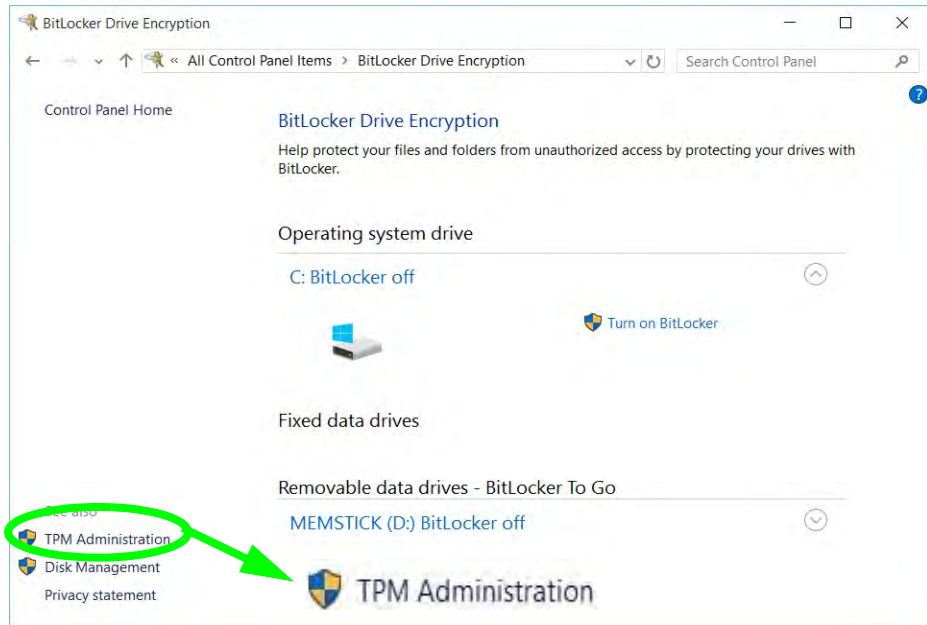 BitLocker Drive Encryption
« All Control Panel Items > BitLocker Drive Encryption
Search Control Panel
?
Control Panel Home
BitLocker Drive Encryption
Help protect your files and folders from unauthorized access by protecting your drives with
BitLocker.
Operating system drive
C: BitLocker off
Turn on BitLocker
Fixed data drives
Removable data drives - BitLocker To Go
MEMSTICK (D:) BitLocker off
See also
TPM Administration
Disk Management
Privacy statement
TPM Administration